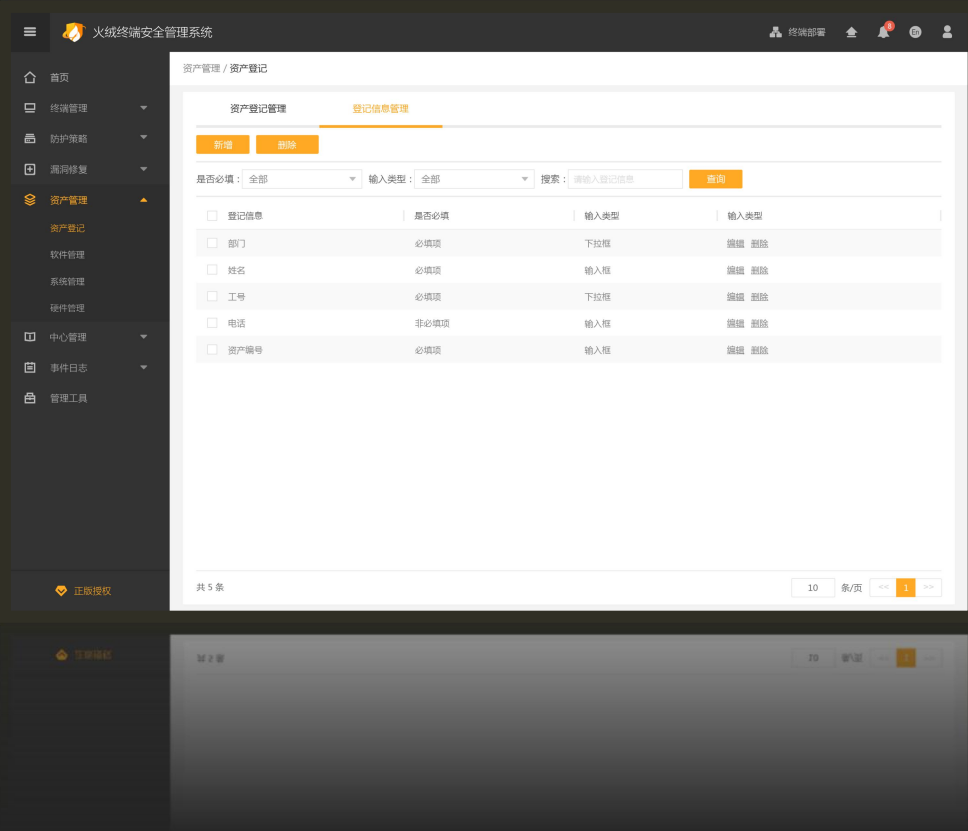 火绒终端安全管理系统
终端部署
8
En
首页
终端管理
防护策略
漏洞修复
资产管理
资产登记
软件管理
系统管理
硬件管理
中心管理
事件日志
管理工具
正版授权
资产管理 / 资产登记
资产登记管理 登记信息管理
新增 删除
是否必填： 全部 输入类型： 全部 搜索： 请输入登记信息 查询
登记信息 是否必填 输入类型 输入类型
部门 必填项 下拉框 编辑 删除
姓名 必填项 输入框 编辑 删除
工号 必填项 下拉框 编辑 删除
电话 非必填项 输入框 编辑 删除
资产编号 必填项 输入框 编辑 删除
共 5 条 10 条/页 << 1 >>